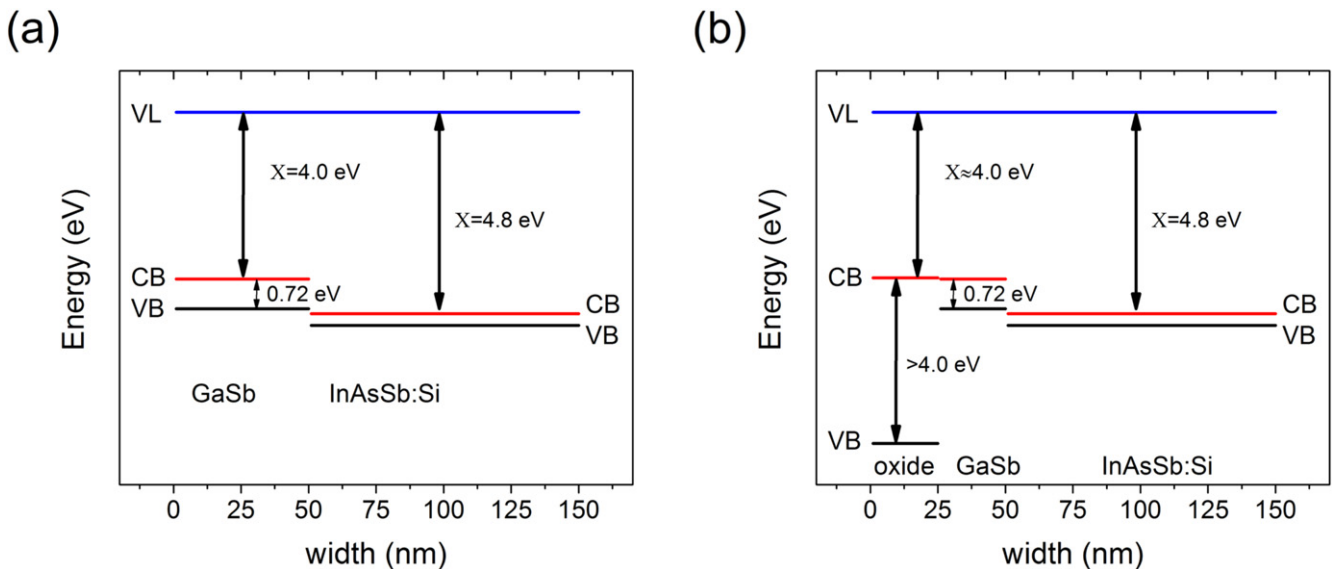 (a)
VL
X=4.0 eV
X=4.8 eV
CB
0.72 eV
VB
CB
VB
GaSb InAsSb:Si
Energy (eV)
0 25 50 75 100 125 150
width (nm)
(b)
VL
X≈4.0 eV
X=4.8 eV
CB
0.72 eV
CB
VB
>4.0 eV
VB
oxide GaSb InAsSb:Si
Energy (eV)
0 25 50 75 100 125 150
width (nm)